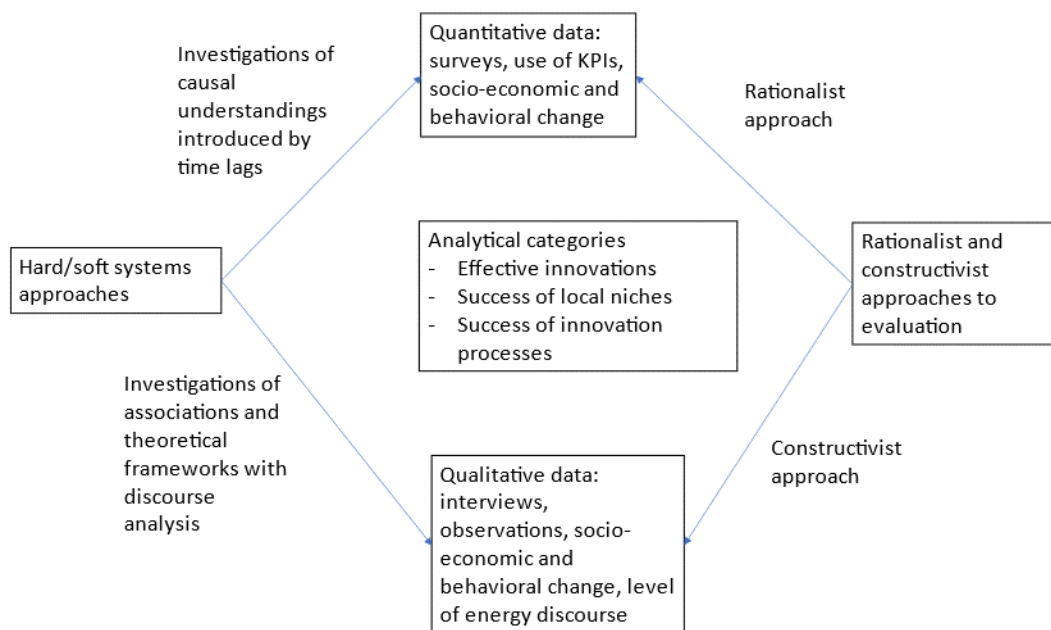 Investigations of
causal
understandings
introduced by
time lags
Quantitative data:
surveys, use of KPIs,
socio-economic and
behavioral change
Rationalist
approach
Hard/soft systems
approaches
Analytical categories
- Effective innovations
- Success of local niches
- Success of innovation
processes
Rationalist and
constructivist
approaches to
evaluation
Investigations of
associations and
theoretical
frameworks with
discourse
analysis
Qualitative data:
interviews,
observations, socio-
economic and
behavioral change, level
of energy discourse
Constructivist
approach